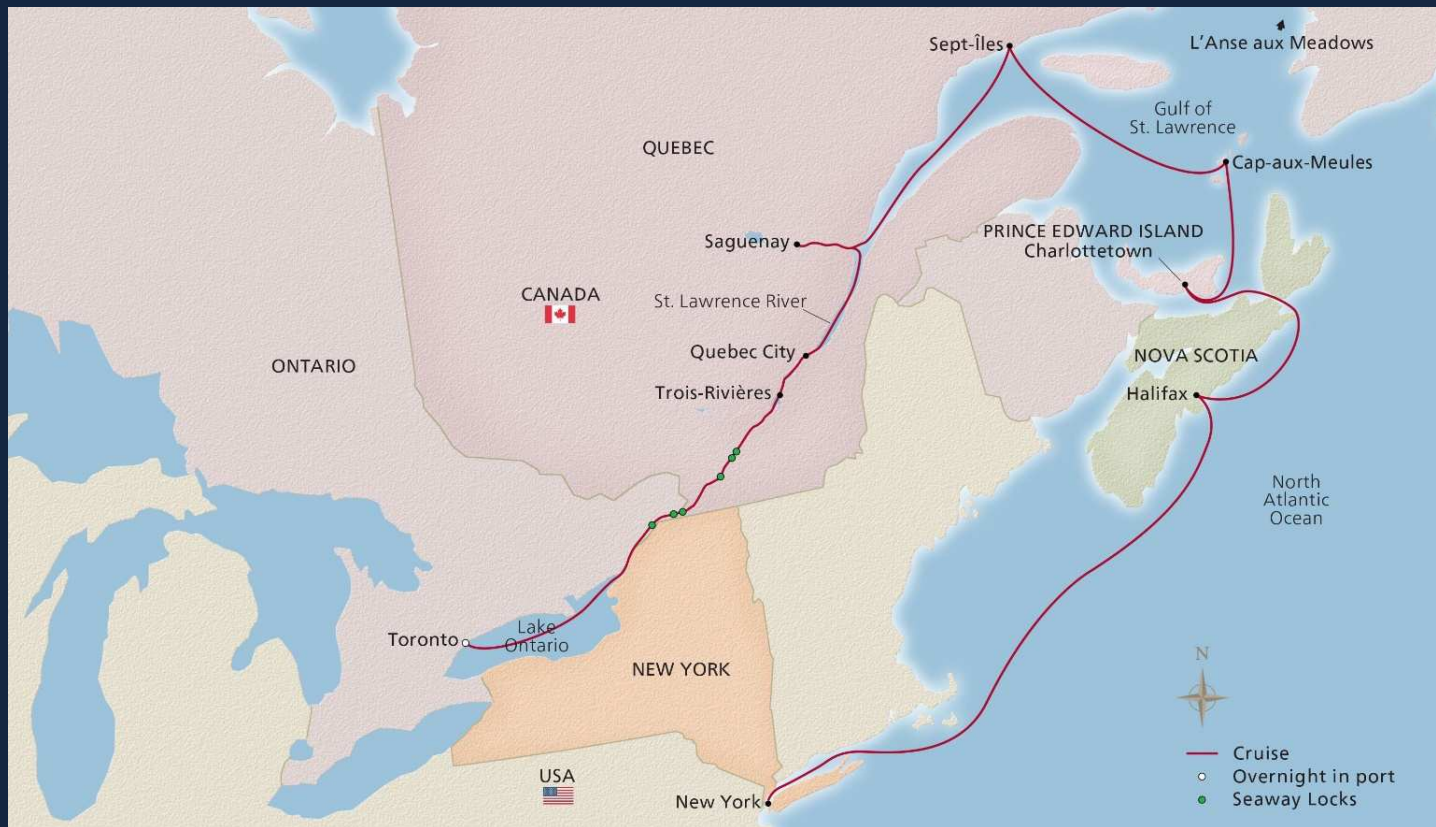 Sept-Îles
L'Anse aux Meadows
Gulf of
St. Lawrence
QUEBEC
Cap-aux-Meules
Saguenay
PRINCE EDWARD ISLAND
Charlottetown
CANADA
St. Lawrence River
Quebec City
NOVA SCOTIA
ONTARIO
Trois-Rivières
Halifax
North
Atlantic
Ocean
Toronto
Lake
Ontario
NEW YORK
N
USA
New York
Cruise
Overnight in port
Seaway Locks